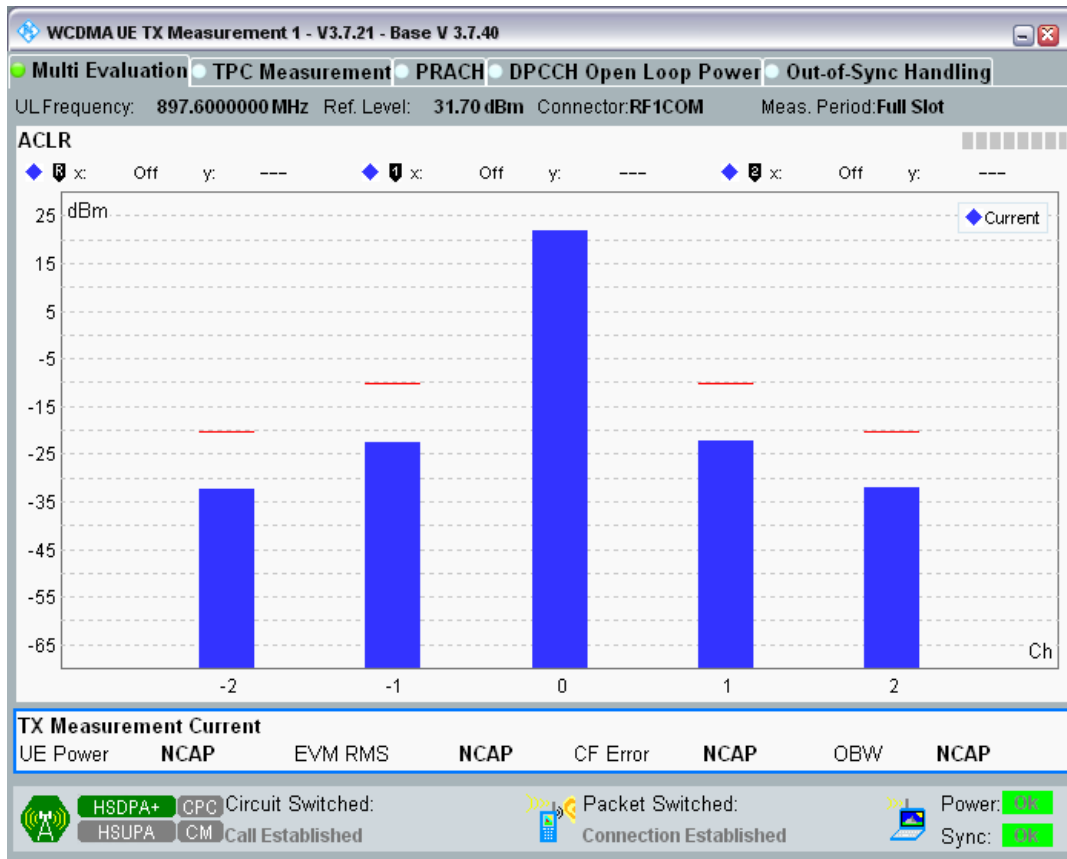 WCDMA UE TX Measurement 1 - V3.7.21 - Base V 3.7.40
Multi Evaluation TPC Measurement PRACH DPCCH Open Loop Power Out-of-Sync Handling
UL Frequency: 897.6000000 MHz Ref. Level: 31.70 dBm Connector:RF1COM Meas. Period:Full Slot
ACLR
R x: Off y: --- 1 x: Off y: --- 2 x: Off y: ---
dBm
Current
25
15
5
-5
-15
-25
-35
-45
-55
-65
Ch
-2 -1 0 1 2
TX Measurement Current
UE Power NCAP EVM RMS NCAP CF Error NCAP OBW NCAP
HSDPA+ CPC Circuit Switched: Packet Switched: Power: Ok
HSUPA CM Call Established Connection Established Sync: Ok